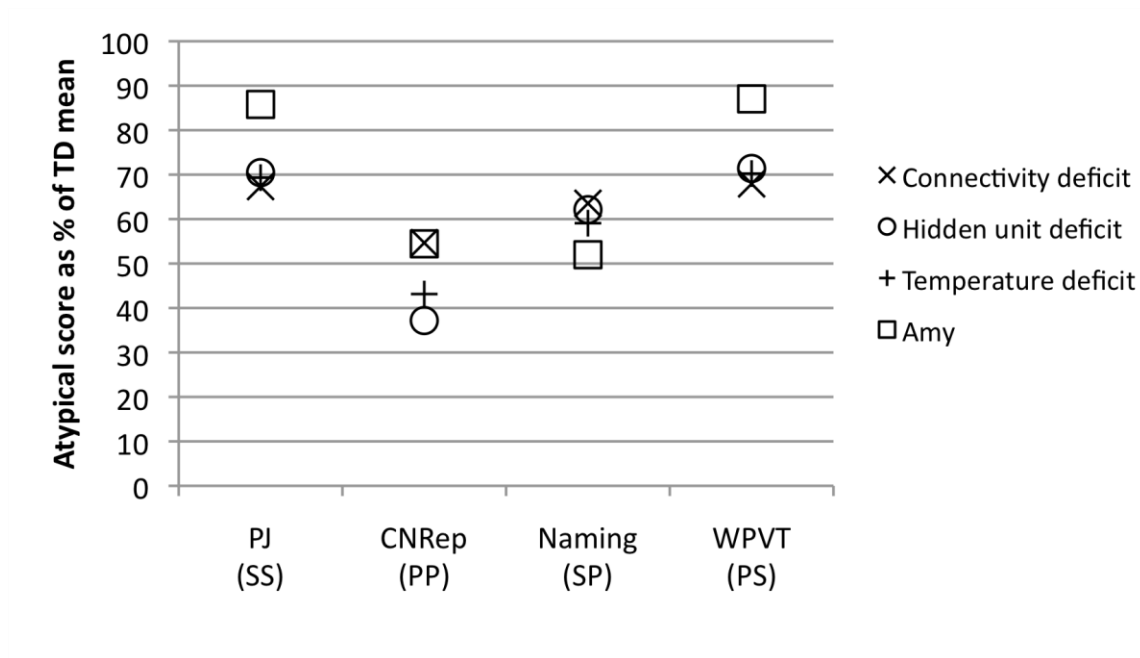 Atypical score as % of TD mean
100
90
80
70
60
50
40
30
20
10
0
PJ
(SS)
CNRep
(PP)
Naming
(SP)
WPVT
(PS)
Connectivity deficit
Hidden unit deficit
Temperature deficit
Amy